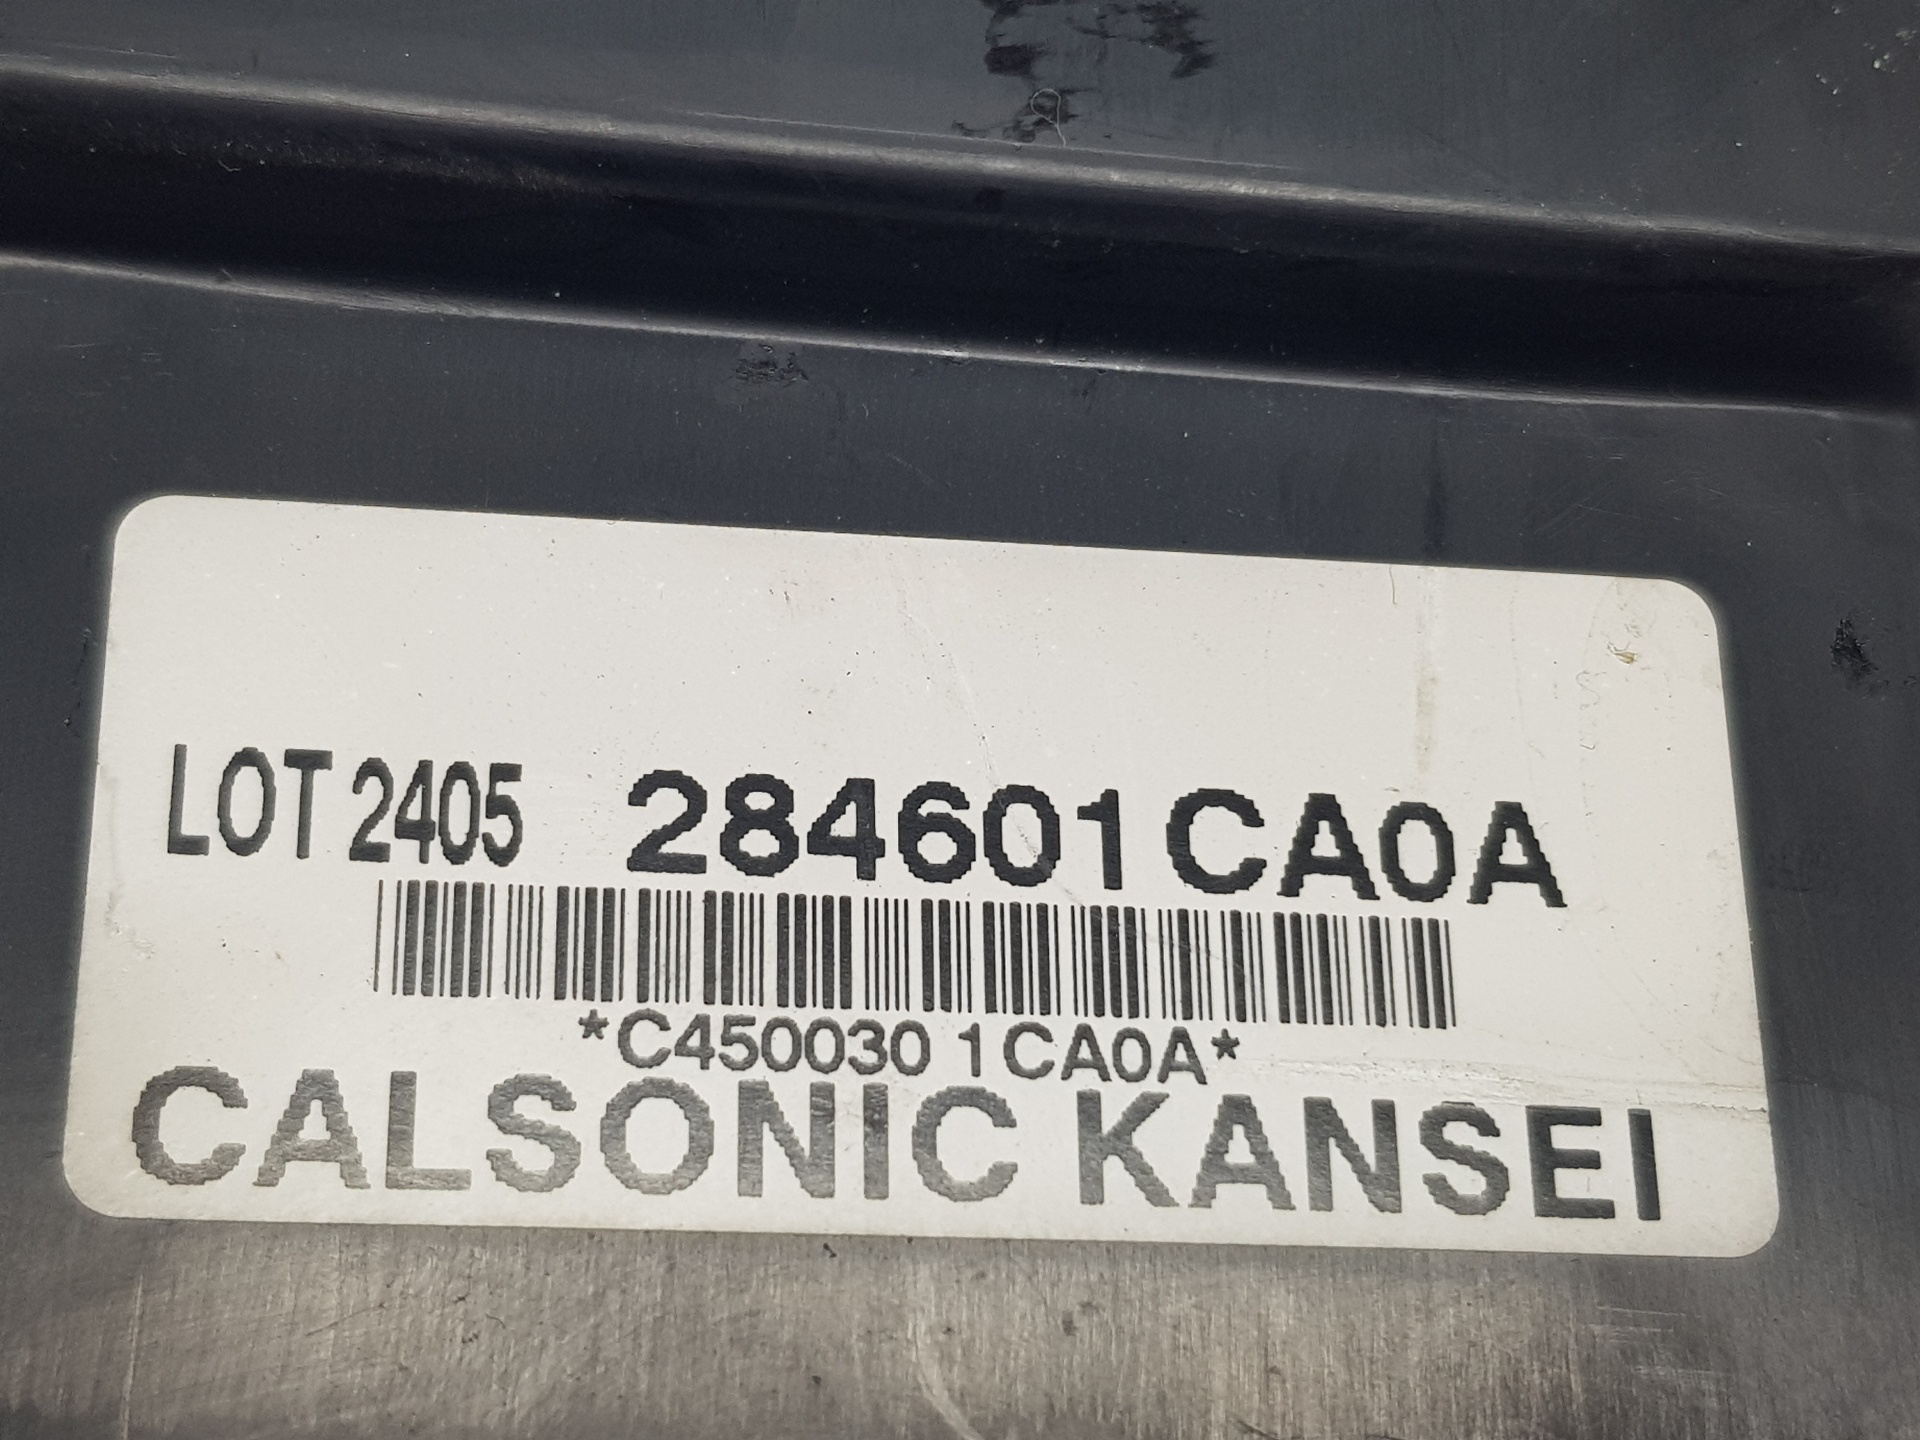 LOT 2405 284601CA0A
*C450030 1CA0A*
CALSONIC KANSEI